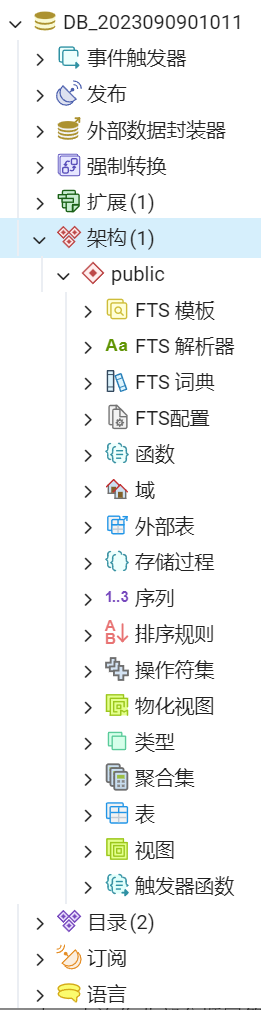 DB_2023090901011
事件触发器
发布
外部数据封装器
强制转换
扩展(1)
架构(1)
public
FTS 模板
Aa FTS 解析器
FTS 词典
FTS配置
函数
域
外部表
存储过程
1..3 序列
AB 排序规则
操作符集
物化视图
类型
聚合集
表
视图
触发器函数
目录(2)
订阅
语言